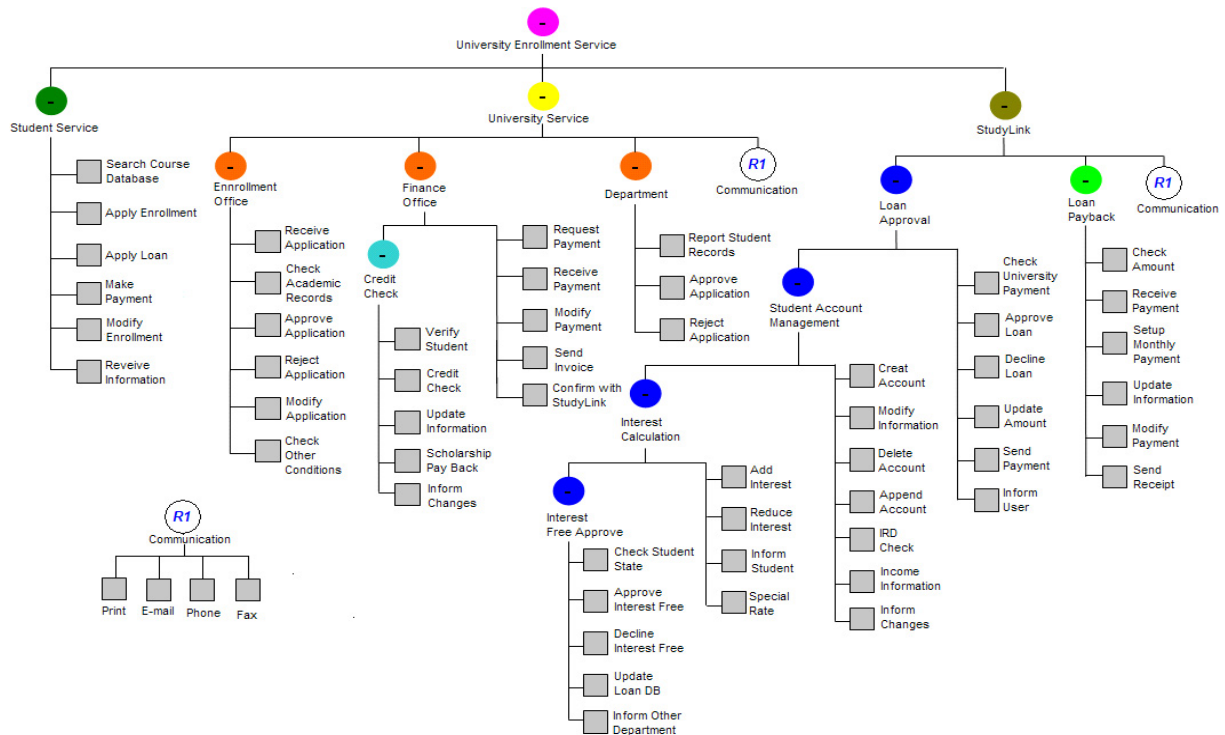 -
University Enrollment Service
-
Student Service
-
University Service
-
StudyLink
Search Course
Database
Apply Enrollment
Apply Loan
Make
Payment
Modify
Enrollment
Reveive
Information
-
Ennrollment
Office
Receive
Application
Check
Academic
Records
Approve
Application
Reject
Application
Modify
Application
Check
Other
Conditions
-
Finance
Office
-
Credit
Check
Verify
Student
Credit
Check
Update
Information
Scholarship
Pay Back
Inform
Changes
Request
Payment
Receive
Payment
Modify
Payment
Send
Invoice
Confirm with
StudyLink
-
Department
Report Student
Records
Approve
Application
Reject
Application
R1
Communication
-
Loan
Approval
-
Student Account
Management
-
Interest
Calculation
-
Interest
Free Approve
Check Student
State
Approve
Interest Free
Decline
Interest Free
Update
Loan DB
Inform Other
Department
Add
Interest
Reduce
Interest
Inform
Student
Special
Rate
Creat
Account
Modify
Information
Delete
Account
Append
Account
IRD
Check
Income
Information
Inform
Changes
Check
University
Payment
Approve
Loan
Decline
Loan
Update
Amount
Send
Payment
Inform
User
-
Loan
Payback
Check
Amount
Receive
Payment
Setup
Monthly
Payment
Update
Information
Modify
Payment
Send
Receipt
R1
Communication
R1
Communication
Print
E-mail
Phone
Fax